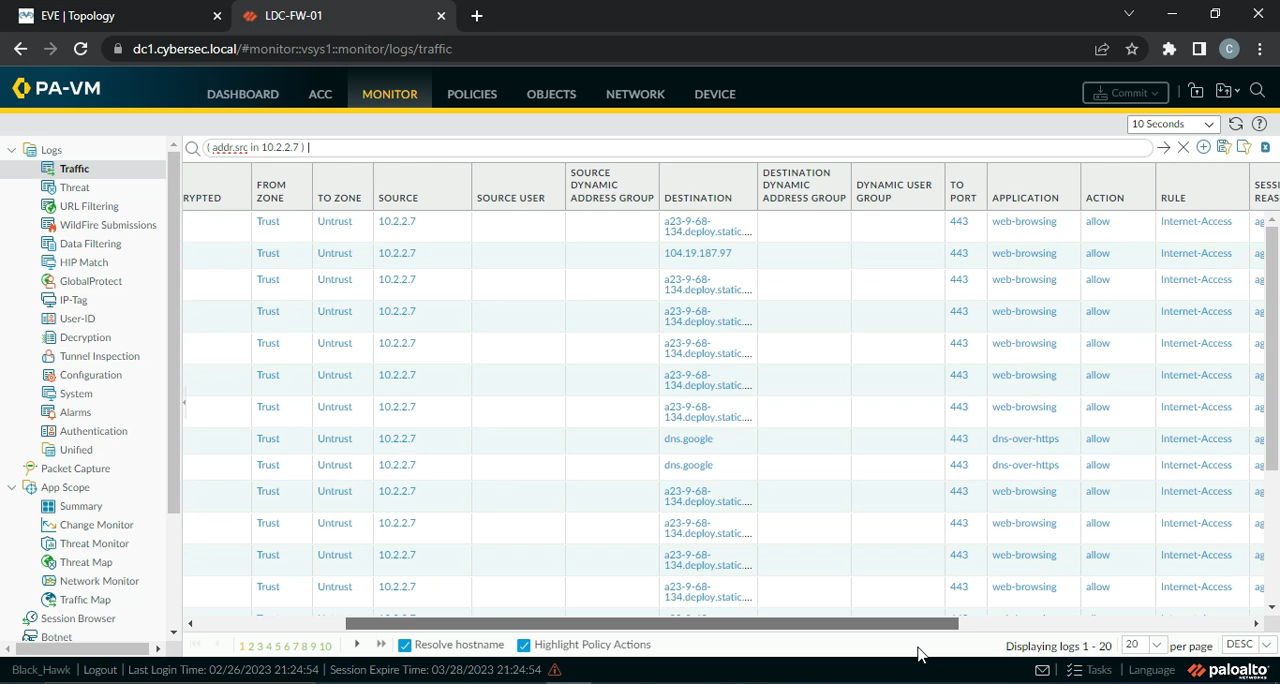 EVE | Topology
LDC-FW-01
dc1.cybersec.local/#monitor::vsys1::monitor/logs/traffic
C
PA-VM
DASHBOARD ACC MONITOR POLICIES OBJECTS NETWORK DEVICE
Commit
10 Seconds
( addr.src in 10.2.2.7 )
Logs
Traffic
Threat
URL Filtering
WildFire Submissions
Data Filtering
HIP Match
GlobalProtect
IP-Tag
User-ID
Decryption
Tunnel Inspection
Configuration
System
Alarms
Authentication
Unified
Packet Capture
App Scope
Summary
Change Monitor
Threat Monitor
Threat Map
Network Monitor
Traffic Map
Session Browser
Botnet
RYPTED FROM ZONE TO ZONE SOURCE SOURCE USER SOURCE DYNAMIC ADDRESS GROUP DESTINATION DESTINATION DYNAMIC ADDRESS GROUP DYNAMIC USER GROUP TO PORT APPLICATION ACTION RULE SESSI REAS
Trust Untrust 10.2.2.7 a23-9-68-134.deploy.static.... 443 web-browsing allow Internet-Access ag
Trust Untrust 10.2.2.7 104.19.187.97 443 web-browsing allow Internet-Access ag
Trust Untrust 10.2.2.7 a23-9-68-134.deploy.static.... 443 web-browsing allow Internet-Access ag
Trust Untrust 10.2.2.7 a23-9-68-134.deploy.static.... 443 web-browsing allow Internet-Access ag
Trust Untrust 10.2.2.7 a23-9-68-134.deploy.static.... 443 web-browsing allow Internet-Access ag
Trust Untrust 10.2.2.7 a23-9-68-134.deploy.static.... 443 web-browsing allow Internet-Access ag
Trust Untrust 10.2.2.7 a23-9-68-134.deploy.static.... 443 web-browsing allow Internet-Access ag
Trust Untrust 10.2.2.7 dns.google 443 dns-over-https allow Internet-Access ag
Trust Untrust 10.2.2.7 dns.google 443 dns-over-https allow Internet-Access ag
Trust Untrust 10.2.2.7 a23-9-68-134.deploy.static.... 443 web-browsing allow Internet-Access ag
Trust Untrust 10.2.2.7 a23-9-68-134.deploy.static.... 443 web-browsing allow Internet-Access ag
Trust Untrust 10.2.2.7 a23-9-68-134.deploy.static.... 443 web-browsing allow Internet-Access ag
Trust Untrust 10.2.2.7 a23-9-68-134.deploy.static.... 443 web-browsing allow Internet-Access ag
1 2 3 4 5 6 7 8 9 10 Resolve hostname Highlight Policy Actions Displaying logs 1 - 20 20 per page DESC
Black_Hawk | Logout | Last Login Time: 02/26/2023 21:24:54 | Session Expire Time: 03/28/2023 21:24:54 Tasks | Language paloalto NETWORKS